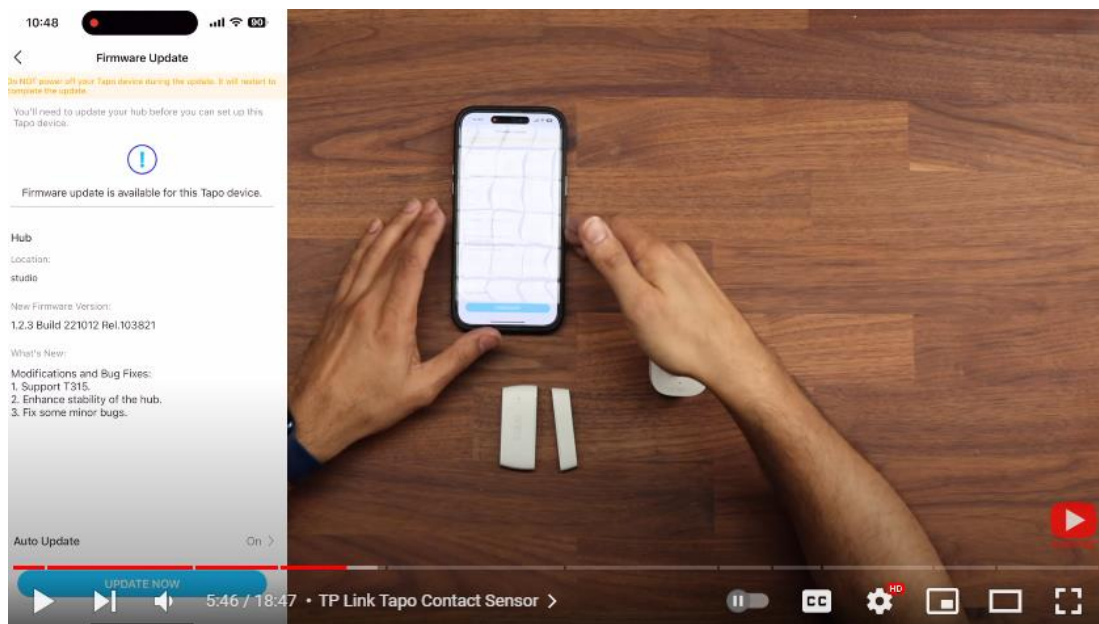 10:48
90
Firmware Update
Do NOT power off your Tapo device during the update. It will restart to
complete the update.
You'll need to update your hub before you can set up this
Tapo device.
Firmware update is available for this Tapo device.
Hub
Location:
studio
New Firmware Version:
1.2.3 Build 221012 Rel.103821
What's New:
Modifications and Bug Fixes:
1. Support T315.
2. Enhance stability of the hub.
3. Fix some minor bugs.
Auto Update On >
UPDATE NOW
5:46 / 18:47 • TP Link Tapo Contact Sensor >
CC
HD